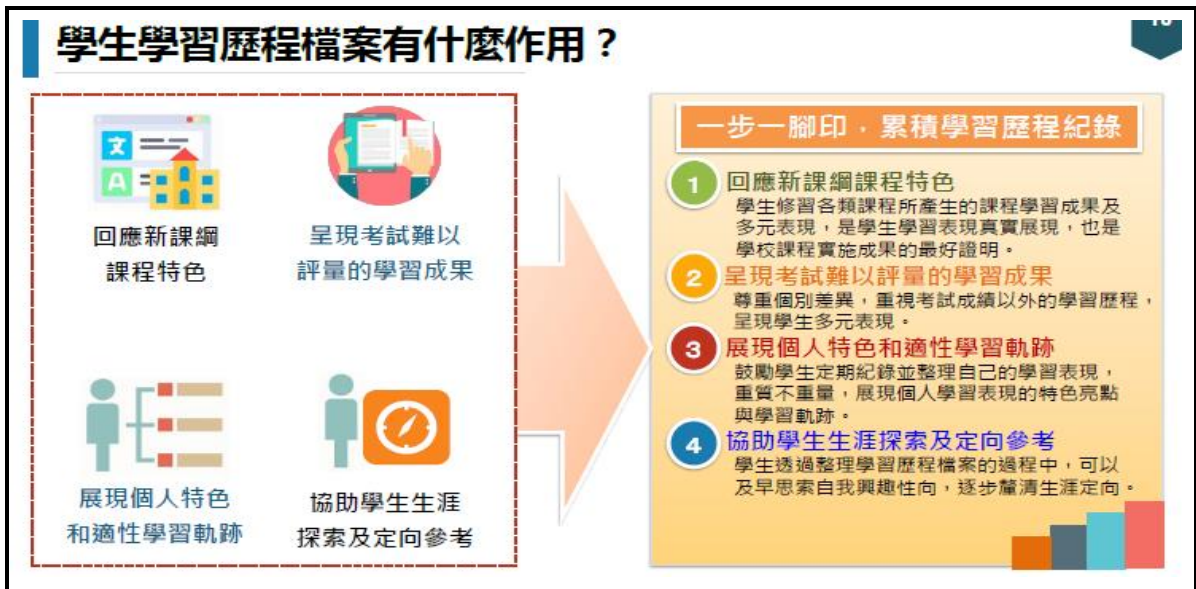 學生學習歷程檔案有什麼作用？
文
A
回應新課綱
課程特色
呈現考試難以
評量的學習成果
展現個人特色
和適性學習軌跡
協助學生生涯
探索及定向參考
一步一腳印，累積學習歷程紀錄
1 回應新課綱課程特色
學生修習各類課程所產生的課程學習成果及
多元表現，是學生學習表現真實展現，也是
學校課程實施成果的最好證明。
2 呈現考試難以評量的學習成果
尊重個別差異，重視考試成績以外的學習歷程，
呈現學生多元表現。
3 展現個人特色和適性學習軌跡
鼓勵學生定期紀錄並整理自己的學習表現，
重質不重量，展現個人學習表現的特色亮點
與學習軌跡。
4 協助學生生涯探索及定向參考
學生透過整理學習歷程檔案的過程中，可以
及早思索自我興趣性向，逐步釐清生涯定向。